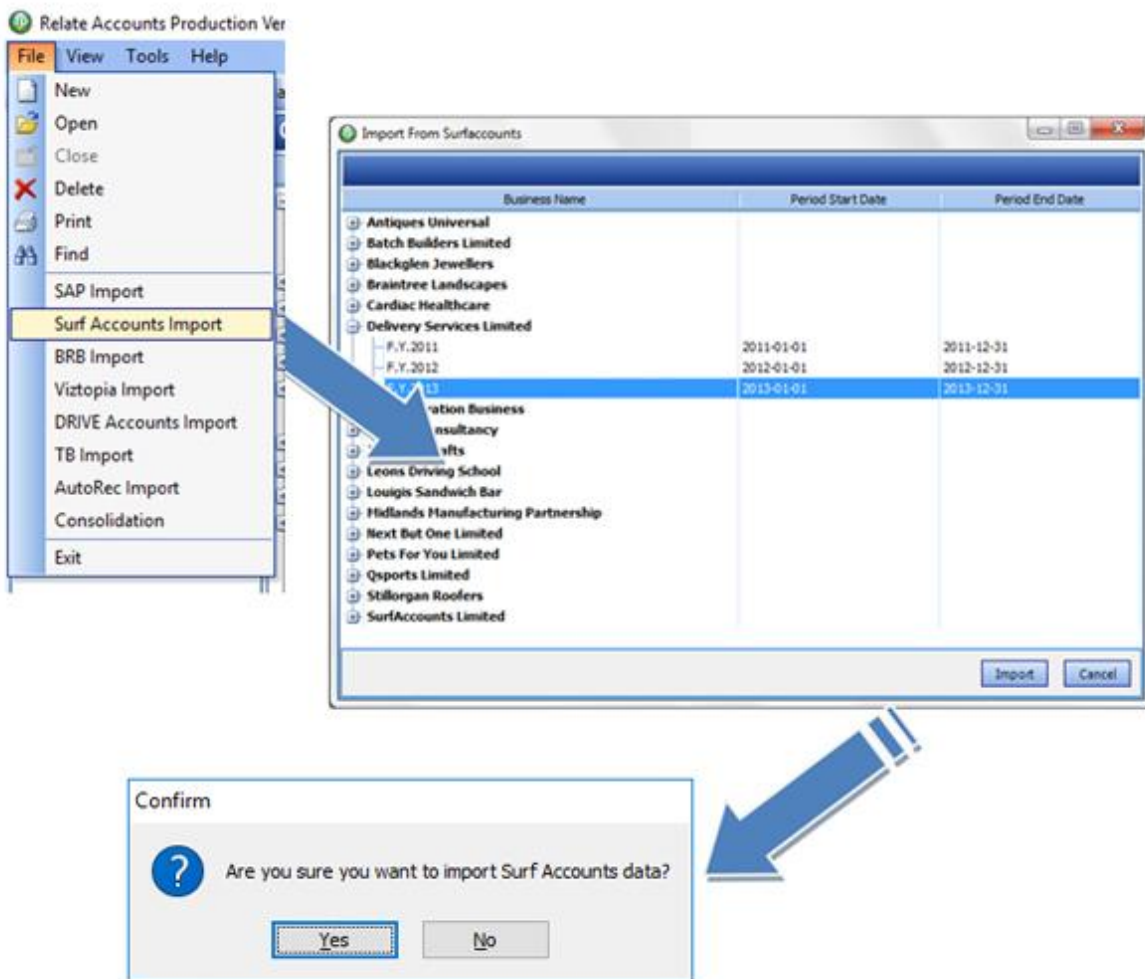 Relate Accounts Production Ver
File View Tools Help
New
Open
Close
Delete
Print
Find
SAP Import
Surf Accounts Import
BRB Import
Viztopia Import
DRIVE Accounts Import
TB Import
AutoRec Import
Consolidation
Exit
Import From Surfaccounts
Business Name Period Start Date Period End Date
Antiques Universal
Batch Builders Limited
Blackglen Jewellers
Braintree Landscapes
Cardiac Healthcare
Delivery Services Limited
F.Y.2011 2011-01-01 2011-12-31
F.Y.2012 2012-01-01 2012-12-31
2013-01-01 2013-12-31
Business
Leons Driving School
Louigis Sandwich Bar
Midlands Manufacturing Partnership
Next But One Limited
Pets For You Limited
Qsports Limited
Stillorgan Roofers
SurfAccounts Limited
Import Cancel
Confirm
Are you sure you want to import Surf Accounts data?
Yes No